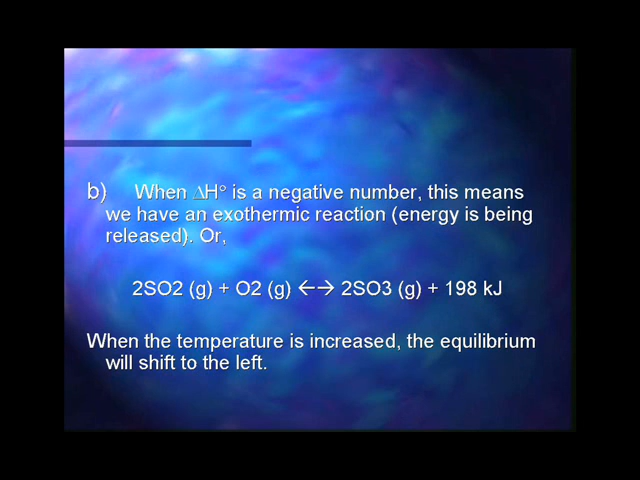 b) When ΔH° is a negative number, this means
we have an exothermic reaction (energy is being
released). Or,
2SO2 (g) + O2 (g) ←→ 2SO3 (g) + 198 kJ
When the temperature is increased, the equilibrium
will shift to the left.